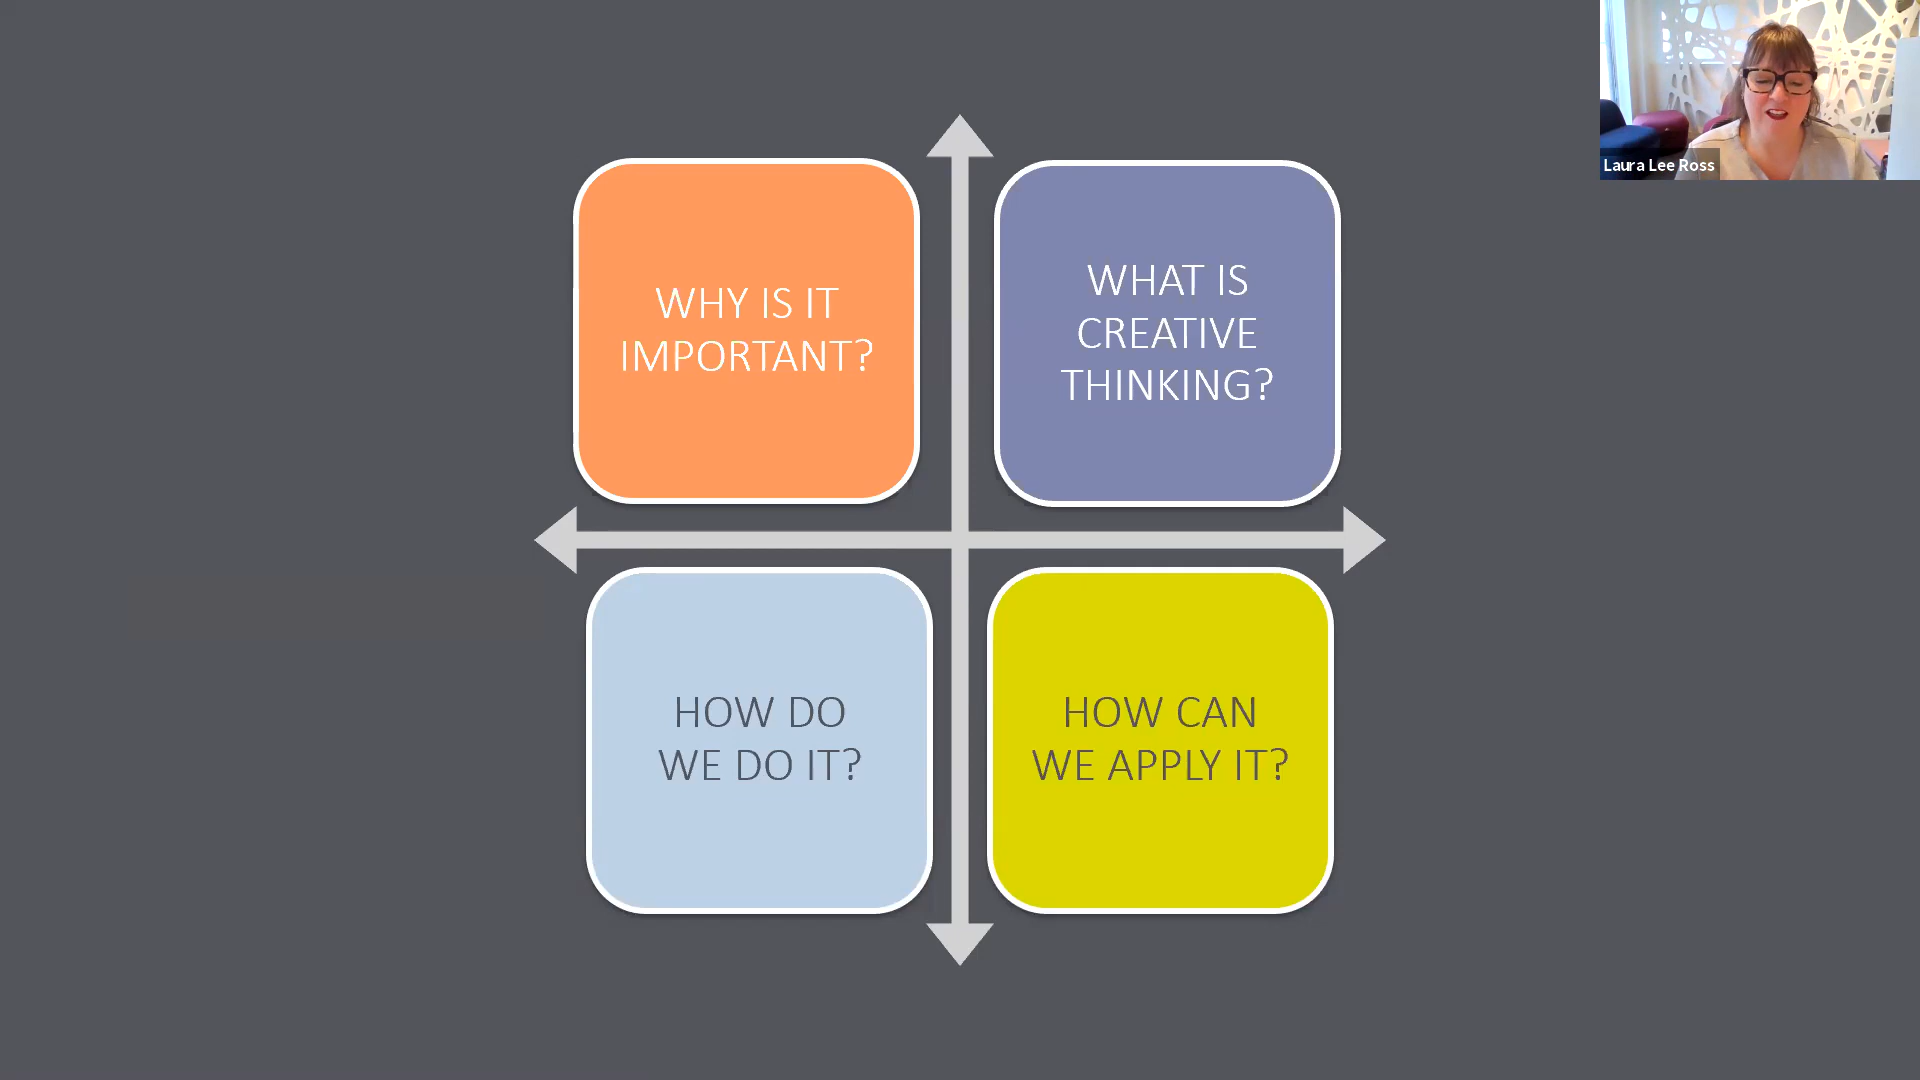 WHY IS IT
IMPORTANT?
WHAT IS
CREATIVE
THINKING?
HOW DO
WE DO IT?
HOW CAN
WE APPLY IT?
Laura Lee Ross